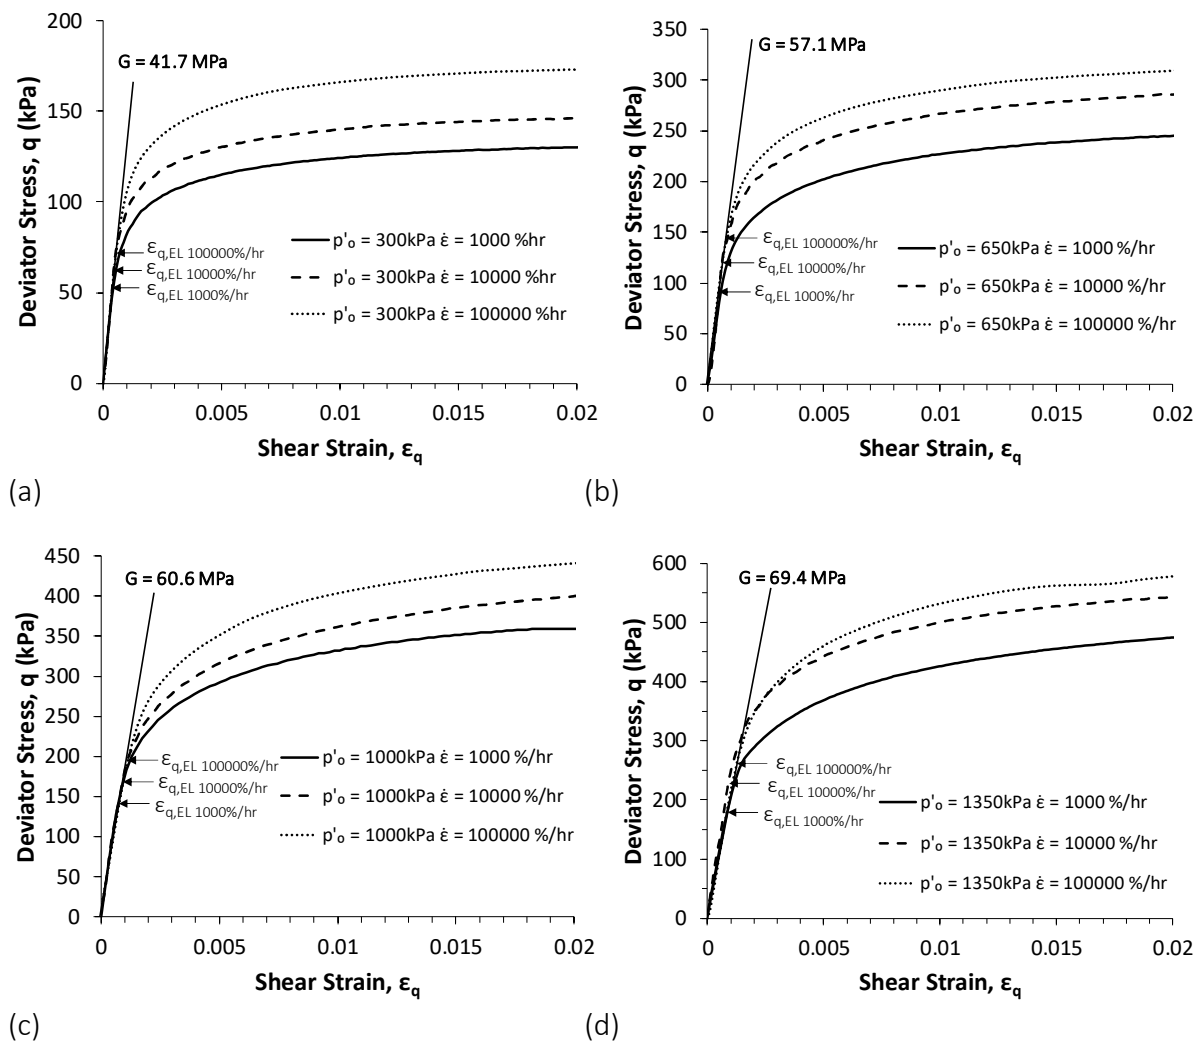 200
150
100
50
0
Deviator Stress, q (kPa)
G = 41.7 MPa
εq,EL 100000%/hr
εq,EL 10000%/hr
εq,EL 1000%/hr
p'o = 300kPa ε̇ = 1000 %hr
p'o = 300kPa ε̇ = 10000 %hr
p'o = 300kPa ε̇ = 100000 %hr
0 0.005 0.01 0.015 0.02
Shear Strain, εq
(a)
350
300
250
200
150
100
50
0
Deviator Stress, q (kPa)
G = 57.1 MPa
εq,EL 100000%/hr
εq,EL 10000%/hr
εq,EL 1000%/hr
p'o = 650kPa ε̇ = 1000 %/hr
p'o = 650kPa ε̇ = 10000 %/hr
p'o = 650kPa ε̇ = 100000 %/hr
0 0.005 0.01 0.015 0.02
Shear Strain, εq
(b)
450
400
350
300
250
200
150
100
50
0
Deviator Stress, q (kPa)
G = 60.6 MPa
εq,EL 100000%/hr
εq,EL 10000%/hr
εq,EL 1000%/hr
p'o = 1000kPa ε̇ = 1000 %/hr
p'o = 1000kPa ε̇ = 10000 %/hr
p'o = 1000kPa ε̇ = 100000 %/hr
0 0.005 0.01 0.015 0.02
Shear Strain, εq
(c)
600
500
400
300
200
100
0
Deviator Stress, q (kPa)
G = 69.4 MPa
εq,EL 100000%/hr
εq,EL 10000%/hr
εq,EL 1000%/hr
p'o = 1350kPa ε̇ = 1000 %/hr
p'o = 1350kPa ε̇ = 10000 %/hr
p'o = 1350kPa ε̇ = 100000 %/hr
0 0.005 0.01 0.015 0.02
Shear Strain, εq
(d)